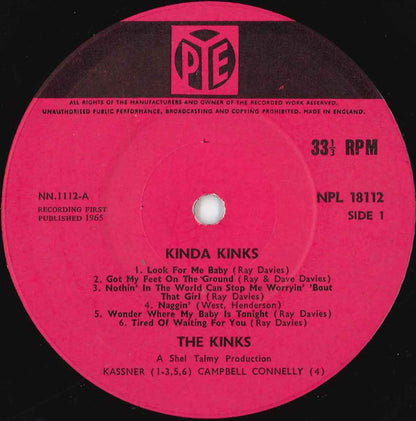 PYE
ALL RIGHTS OF THE MANUFACTURERS AND OWNER OF THE RECORDED WORK RESERVED.
UNAUTHORISED PUBLIC PERFORMANCE, BROADCASTING AND COPYING PROHIBITED. MADE IN ENGLAND.
33⅓ RPM
NN.1112-A
RECORDING FIRST
PUBLISHED 1965
NPL 18112
SIDE 1
KINDA KINKS
1. Look For Me Baby (Ray Davies)
2. Got My Feet On The Ground (Ray & Dave Davies)
3. Nothin' In The World Can Stop Me Worryin' 'Bout
That Girl (Ray Davies)
4. Naggin' (West, Henderson)
5. Wonder Where My Baby Is Tonight (Ray Davies)
6. Tired Of Waiting For You (Ray Davies)
THE KINKS
A Shel Talmy Production
KASSNER (1-3,5,6) CAMPBELL CONNELLY (4)